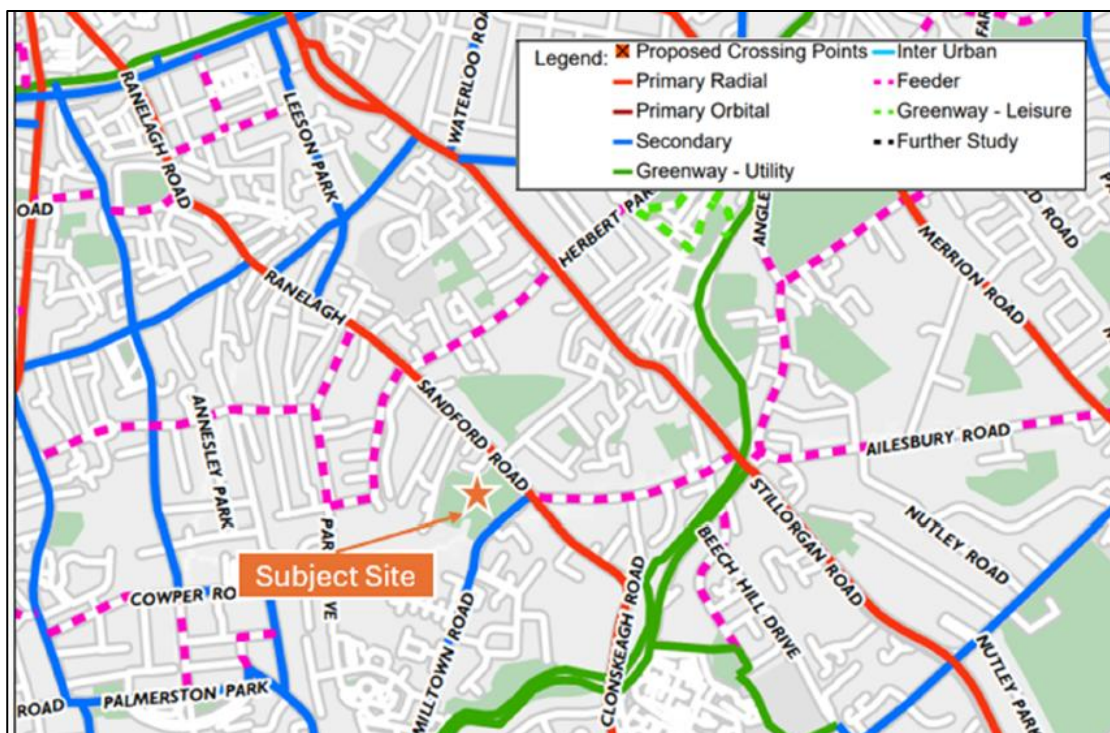 Legend:
Proposed Crossing Points
Inter Urban
Primary Radial
Feeder
Primary Orbital
Greenway - Leisure
Secondary
Further Study
Greenway - Utility
WATERLOO ROAD
RANELAGH ROAD
LEESON PARK
OAD
HERBERT PARK
ANGLE
MERRION ROAD
ROAD
RANELAGH
SANDFORD ROAD
ANNESLEY PARK
AILESBURY ROAD
STILLORGAN ROAD
NUTLEY ROAD
BEECH HILL DRIVE
PAR
VE
Subject Site
COWPER RO
CLONSKEAGH ROAD
MILLTOWN ROAD
NUTLEY PARK
ROAD
PALMERSTON PARK